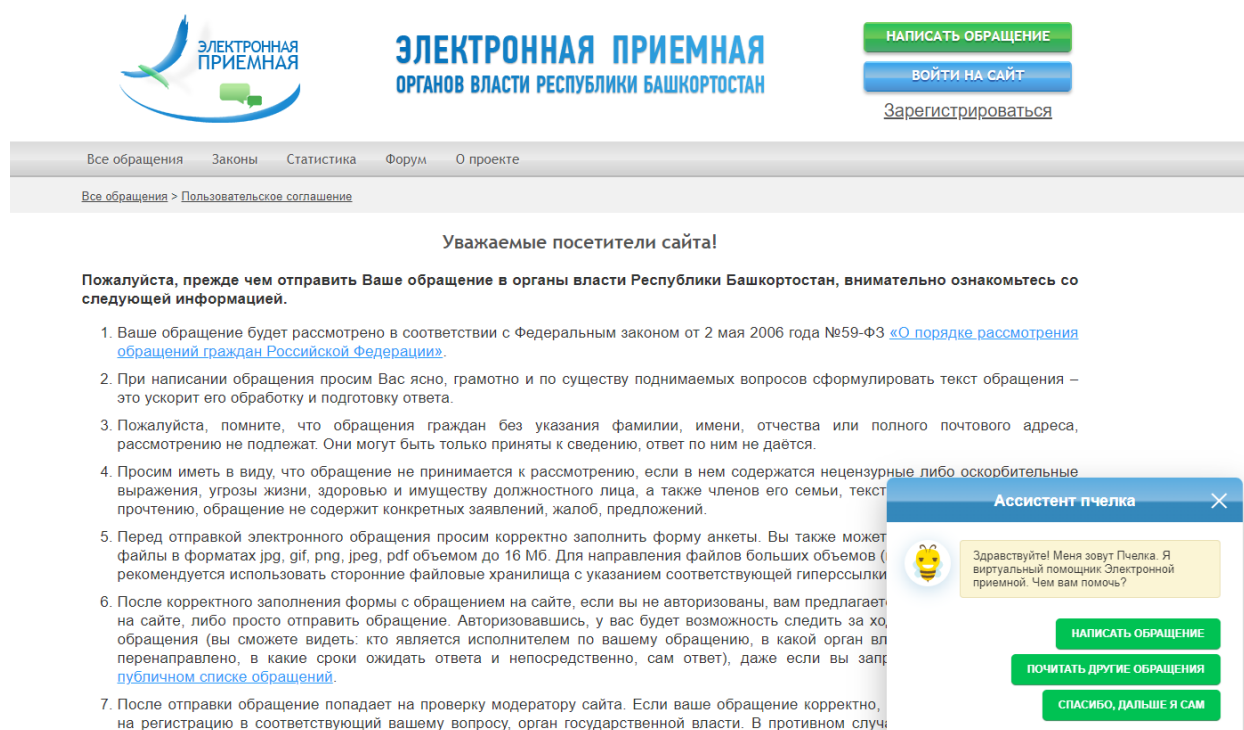 ЭЛЕКТРОННАЯ
ПРИЕМНАЯ
ЭЛЕКТРОННАЯ ПРИЕМНАЯ
ОРГАНОВ ВЛАСТИ РЕСПУБЛИКИ БАШКОРТОСТАН
НАПИСАТЬ ОБРАЩЕНИЕ
ВОЙТИ НА САЙТ
Зарегистрироваться
Все обращения Законы Статистика Форум О проекте
Все обращения > Пользовательское соглашение
Уважаемые посетители сайта!
Пожалуйста, прежде чем отправить Ваше обращение в органы власти Республики Башкортостан, внимательно ознакомьтесь со
следующей информацией.
1. Ваше обращение будет рассмотрено в соответствии с Федеральным законом от 2 мая 2006 года №59-ФЗ «О порядке рассмотрения
обращений граждан Российской Федерации».
2. При написании обращения просим Вас ясно, грамотно и по существу поднимаемых вопросов сформулировать текст обращения –
это ускорит его обработку и подготовку ответа.
3. Пожалуйста, помните, что обращения граждан без указания фамилии, имени, отчества или полного почтового адреса,
рассмотрению не подлежат. Они могут быть только приняты к сведению, ответ по ним не даётся.
4. Просим иметь в виду, что обращение не принимается к рассмотрению, если в нем содержатся нецензурные либо оскорбительные
выражения, угрозы жизни, здоровью и имуществу должностного лица, а также членов его семьи, текст
прочтению, обращение не содержит конкретных заявлений, жалоб, предложений.
5. Перед отправкой электронного обращения просим корректно заполнить форму анкеты. Вы также может
файлы в форматах jpg, gif, png, jpeg, pdf объемом до 16 Мб. Для направления файлов больших объемов (
рекомендуется использовать сторонние файловые хранилища с указанием соответствующей гиперссылки
6. После корректного заполнения формы с обращением на сайте, если вы не авторизованы, вам предлагает
на сайте, либо просто отправить обращение. Авторизовавшись, у вас будет возможность следить за хо
обращения (вы сможете видеть: кто является исполнителем по вашему обращению, в какой орган вл
перенаправлено, в какие сроки ожидать ответа и непосредственно, сам ответ), даже если вы запр
публичном списке обращений.
7. После отправки обращение попадает на проверку модератору сайта. Если ваше обращение корректно,
на регистрацию в соответствующий вашему вопросу, орган государственной власти. В противном случа
Ассистент пчелка
Здравствуйте! Меня зовут Пчелка. Я
виртуальный помощник Электронной
приемной. Чем вам помочь?
НАПИСАТЬ ОБРАЩЕНИЕ
ПОЧИТАТЬ ДРУГИЕ ОБРАЩЕНИЯ
СПАСИБО, ДАЛЬШЕ Я САМ